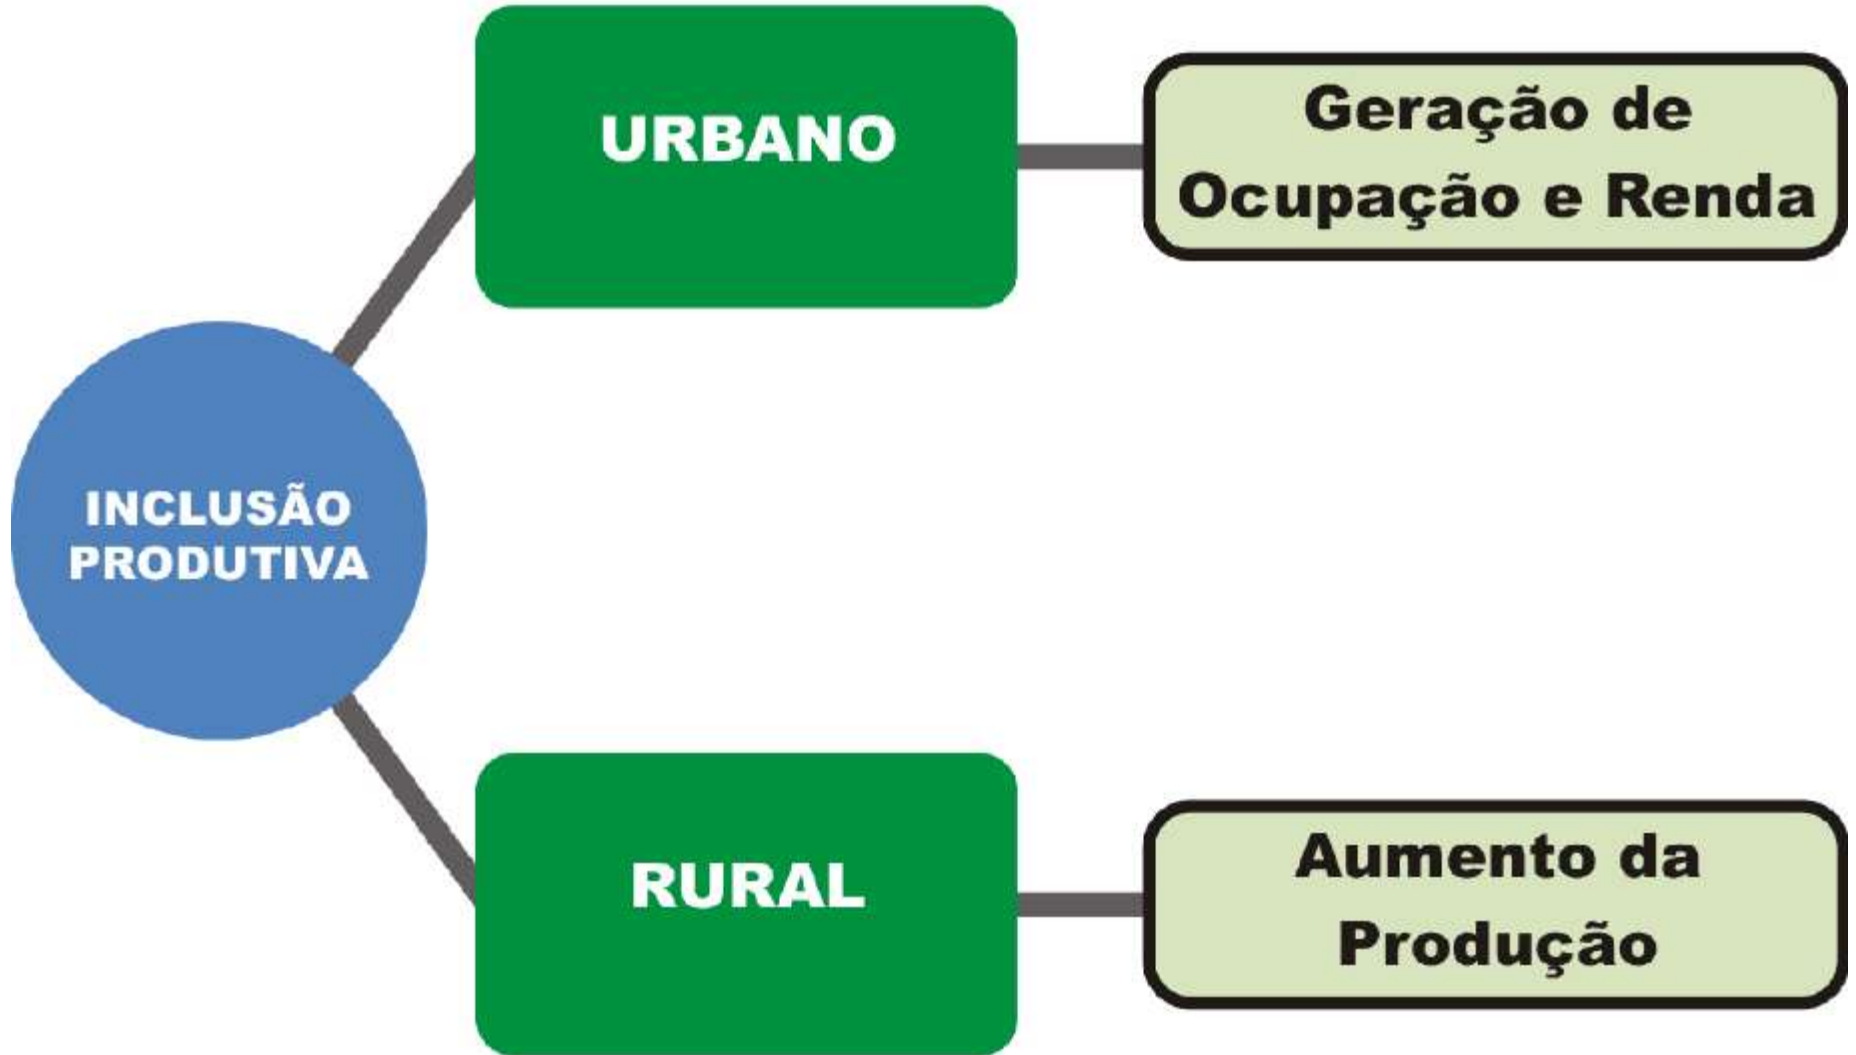 URBANO
Geração de
Ocupação e Renda
INCLUSÃO
PRODUTIVA
RURAL
Aumento da
Produção